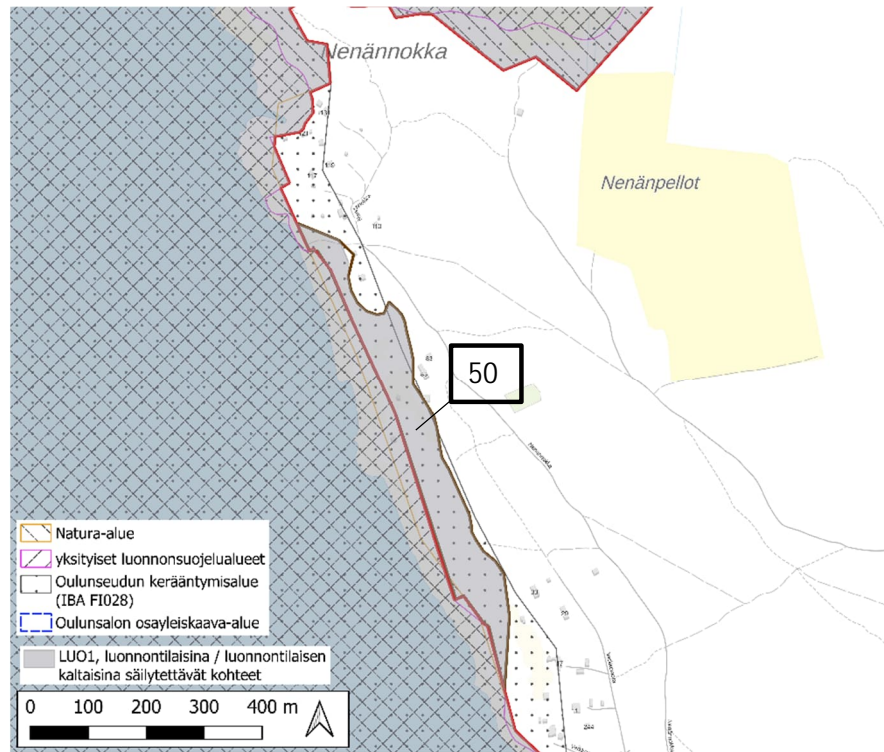 Nenännokka
Nenänpellot
50
Natura-alue
yksityiset luonnonsuojelualueet
Oulunseudun kerääntymisalue
(IBA FI028)
Oulunsalon osayleiskaava-alue
LUO1, luonnontilaisina / luonnontilaisen
kaltaisina säilytettävät kohteet
0 100 200 300 400 m